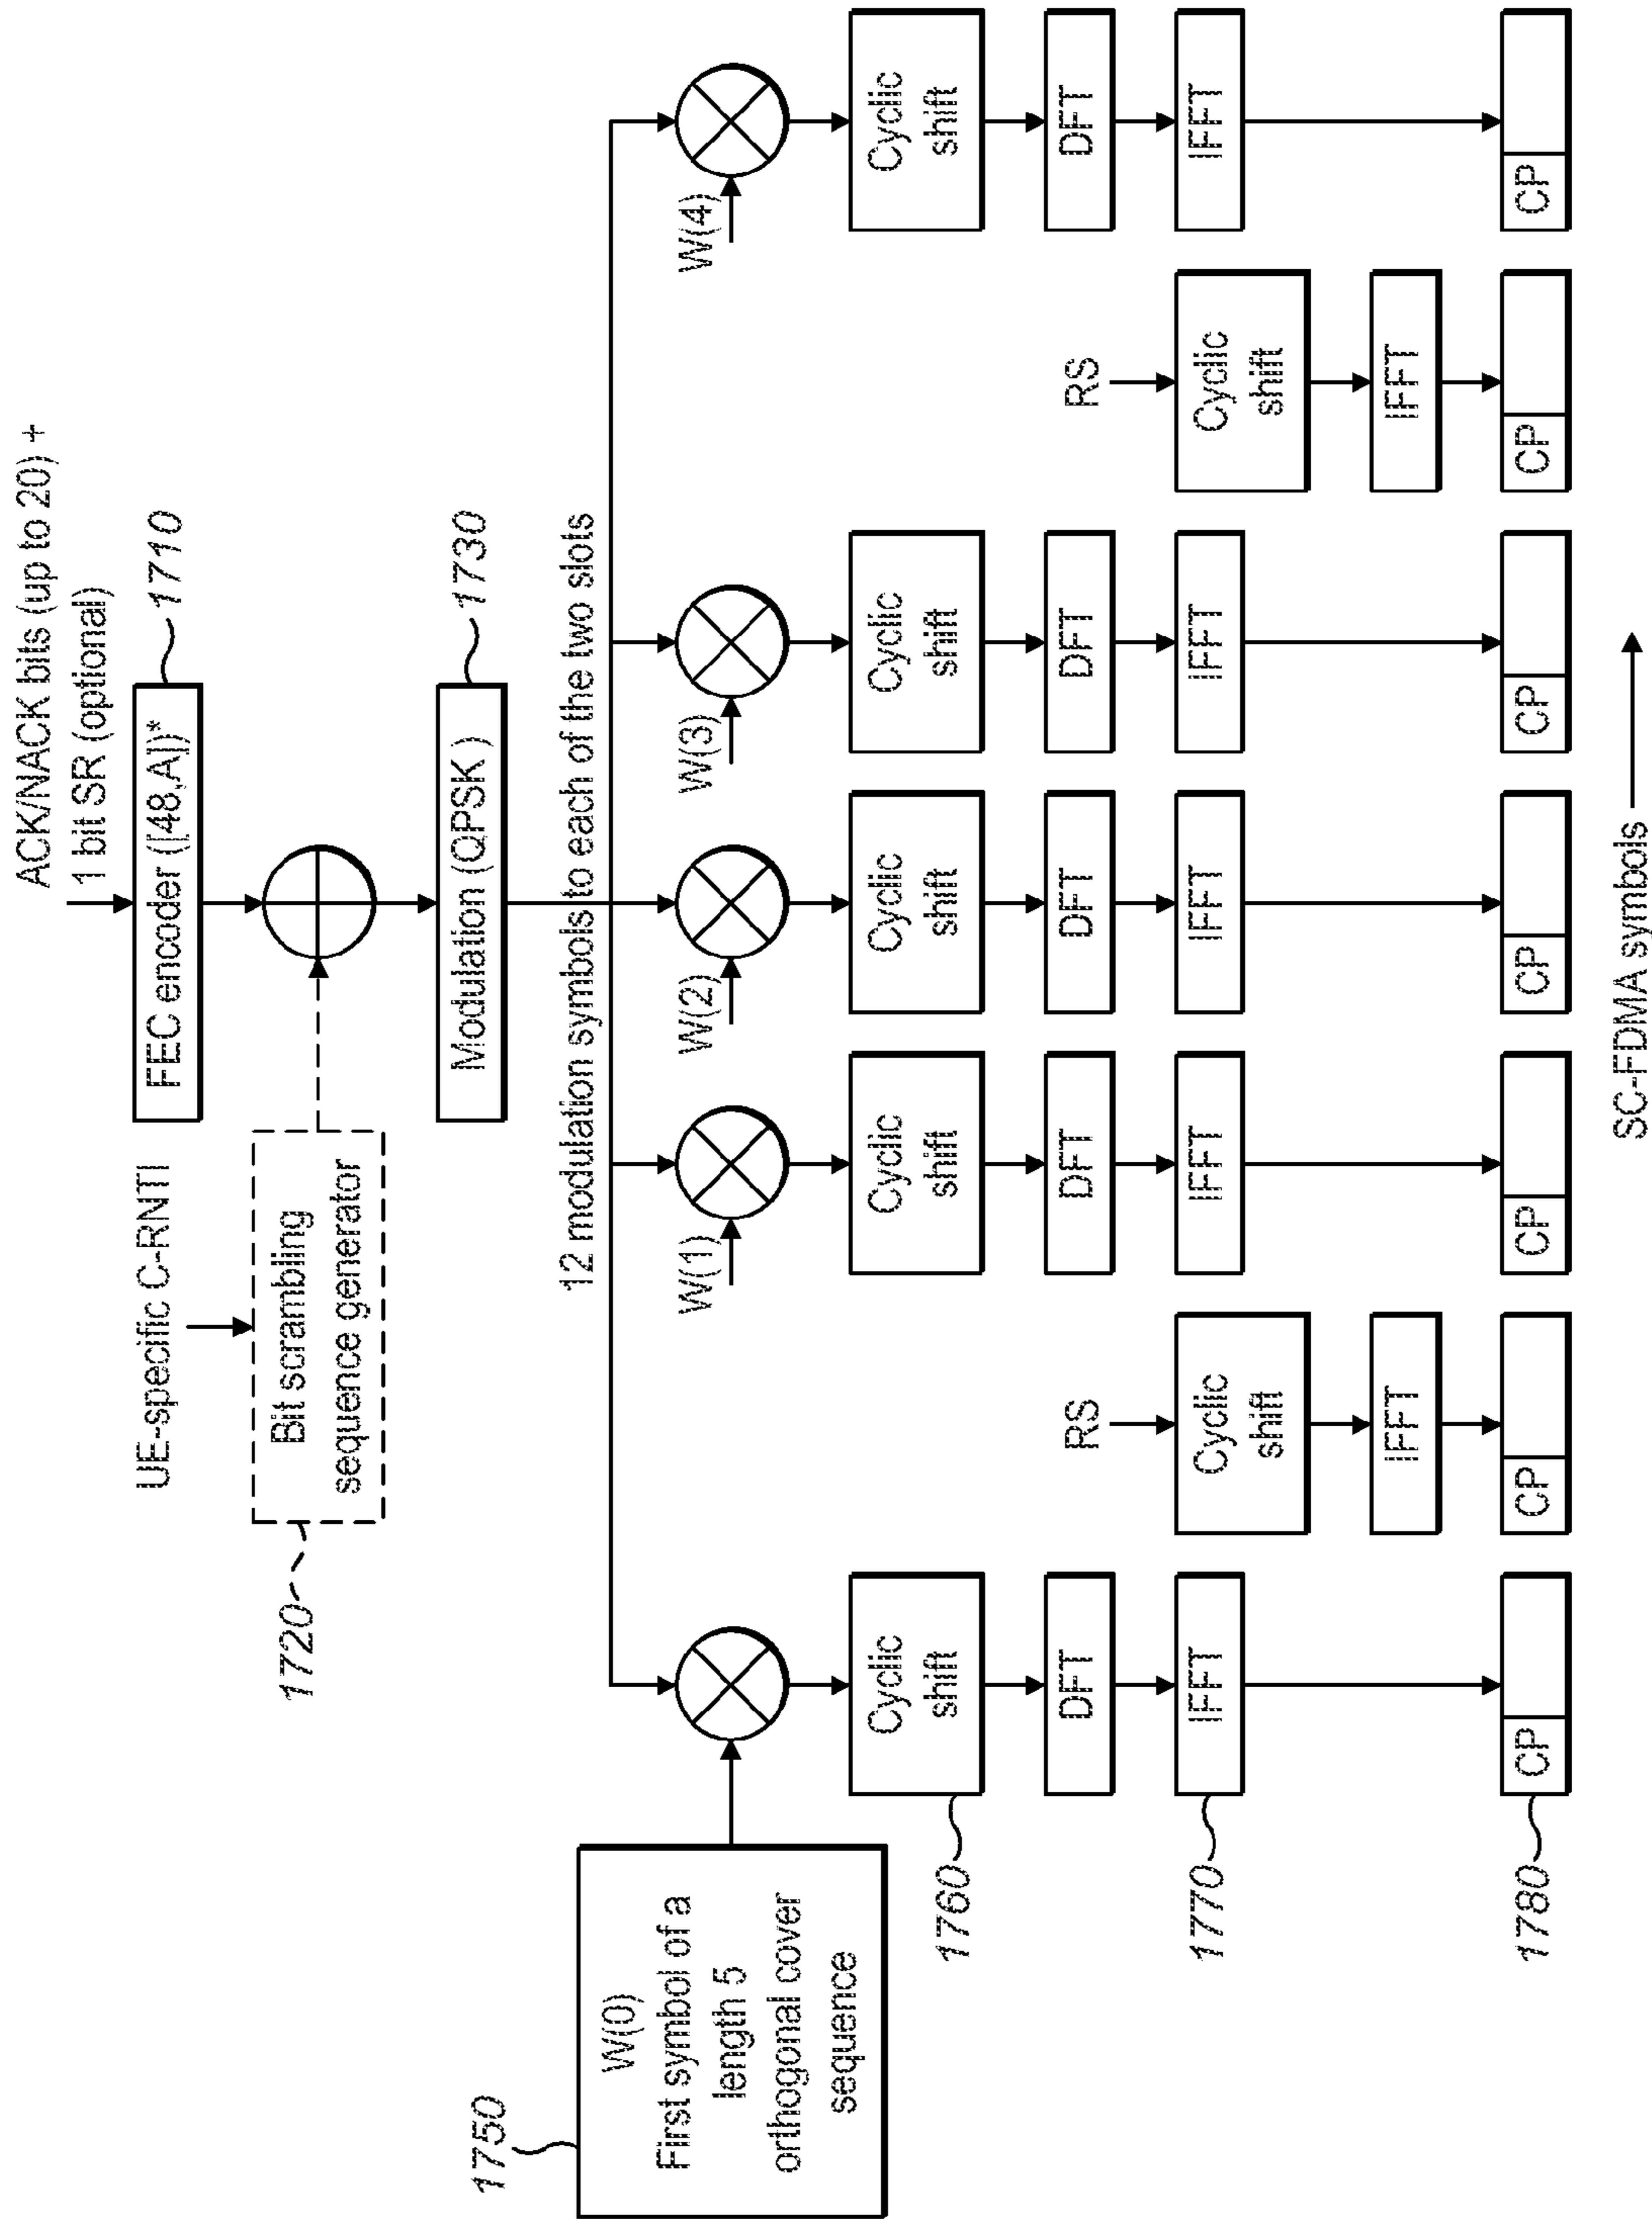 ACK/NACK bits (up to 20) +
1 bit SR (optional)
FEC encoder ([48,A])*
1710
UE-specific C-RNTI
Bit scrambling
sequence generator
1720
Modulation (QPSK )
1730
12 modulation symbols to each of the two slots
1750
W(0)
First symbol of a
length 5
orthogonal cover
sequence
W(1)
W(2)
W(3)
W(4)
1760
Cyclic
shift
Cyclic
shift
Cyclic
shift
Cyclic
shift
Cyclic
shift
DFT
DFT
DFT
DFT
DFT
RS
RS
1770
IFFT
Cyclic
shift
IFFT
IFFT
IFFT
Cyclic
shift
IFFT
IFFT
IFFT
1780
CP
CP
CP
CP
CP
CP
CP
SC-FDMA symbols